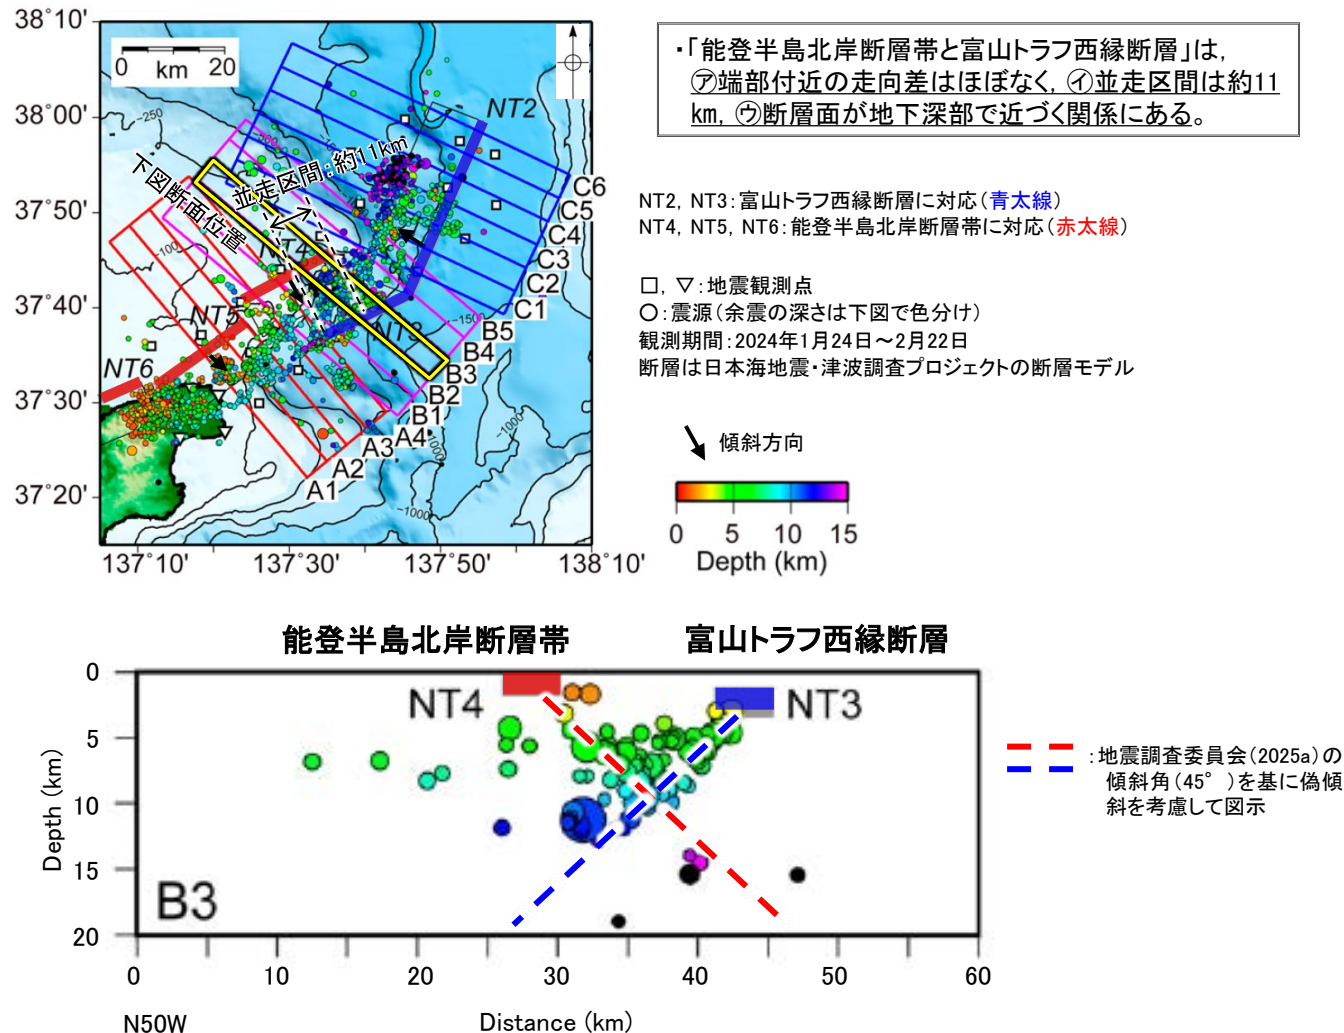 38°10'
38°00'
37°50'
37°40'
37°30'
37°20'
137°10'
137°30'
137°50'
138°10'
0 km 20
-250
-500
-100
-1500
-1000
-1000
-1000
NT2
NT4
NT5
NT3
NT6
並走区間:約11km
下図断面位置
C6
C5
C4
C3
C2
C1
B5
B4
B3
B2
B1
A4
A3
A2
A1
・「能登半島北岸断層帯と富山トラフ西縁断層」は,
㋐端部付近の走向差はほぼなく, ㋑並走区間は約11
km, ㋒断層面が地下深部で近づく関係にある。
NT2, NT3:富山トラフ西縁断層に対応(青太線)
NT4, NT5, NT6:能登半島北岸断層帯に対応(赤太線)
□, ▽:地震観測点
○:震源(余震の深さは下図で色分け)
観測期間:2024年1月24日~2月22日
断層は日本海地震・津波調査プロジェクトの断層モデル
傾斜方向
0 5 10 15
Depth (km)
能登半島北岸断層帯 富山トラフ西縁断層
NT4
NT3
B3
0
5
10
15
20
Depth (km)
0 10 20 30 40 50 60
N50W
Distance (km)
:地震調査委員会(2025a)の
傾斜角(45°)を基に偽傾
斜を考慮して図示